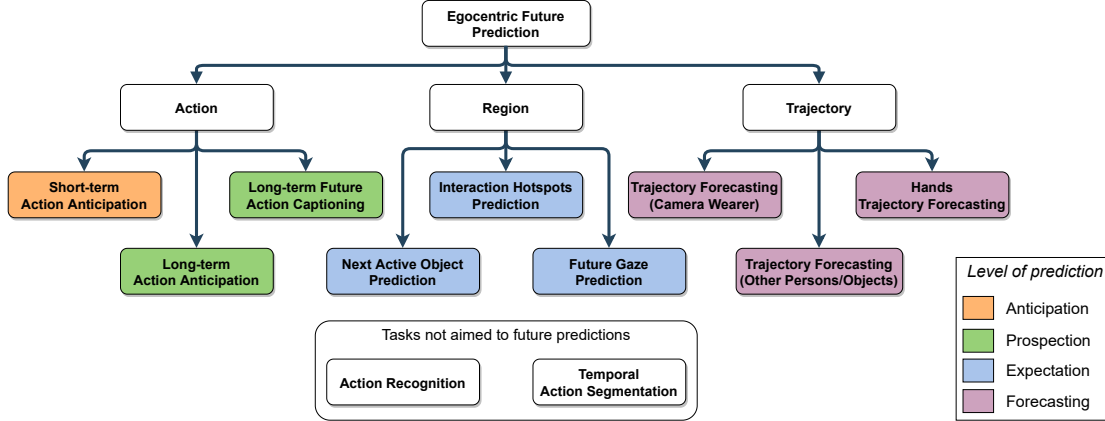 Egocentric Future
Prediction
Action
Region
Trajectory
Short-term
Action Anticipation
Long-term Future
Action Captioning
Interaction Hotspots
Prediction
Trajectory Forecasting
(Camera Wearer)
Hands
Trajectory Forecasting
Long-term
Action Anticipation
Next Active Object
Prediction
Future Gaze
Prediction
Trajectory Forecasting
(Other Persons/Objects)
Level of prediction
Anticipation
Prospection
Expectation
Forecasting
Tasks not aimed to future predictions
Action Recognition
Temporal
Action Segmentation